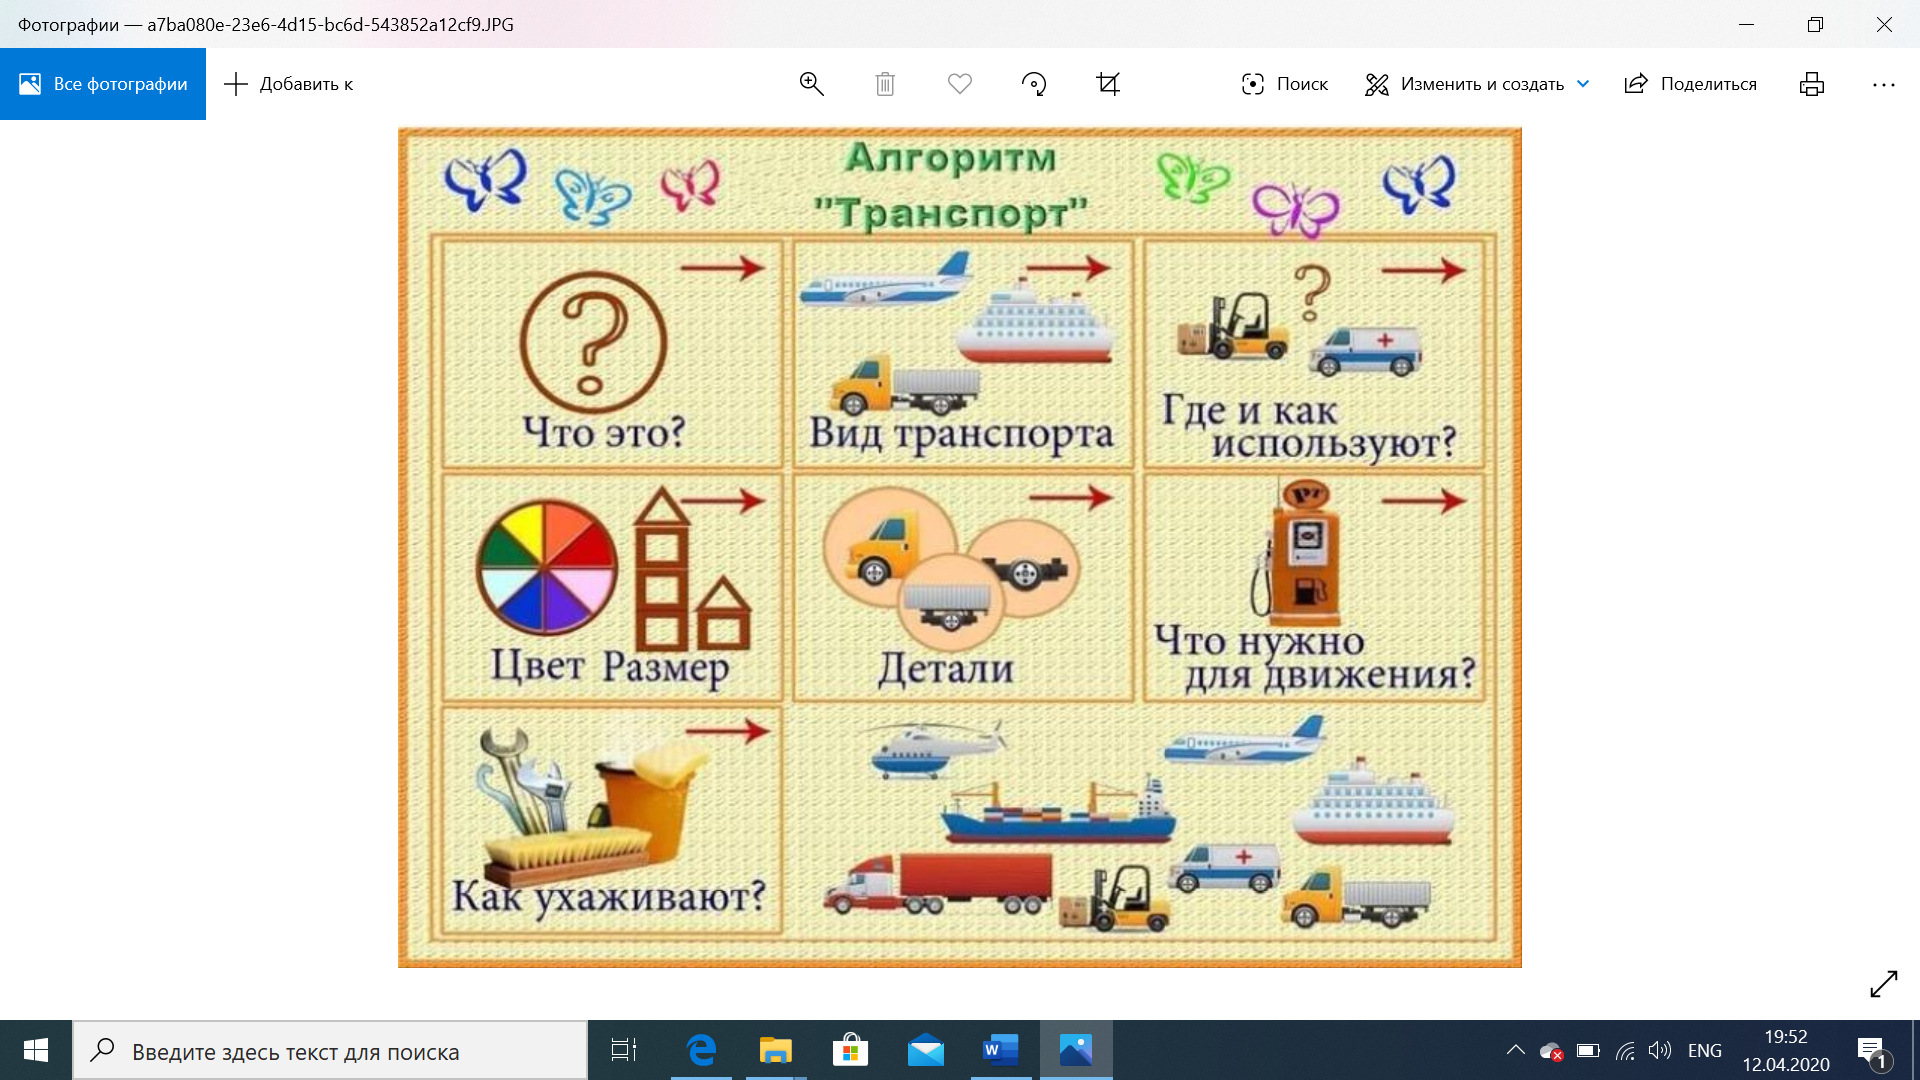 Фотографии — a7ba080e-23e6-4d15-bc6d-543852a12cf9.JPG
Все фотографии
Добавить к
Поиск
Изменить и создать
Поделиться
Алгоритм
"Транспорт"
Что это?
Вид транспорта
Где и как
используют?
Цвет Размер
Детали
РТ
Что нужно
для движения?
Как ухаживают?
Введите здесь текст для поиска
W
ENG
19:52
12.04.2020
1